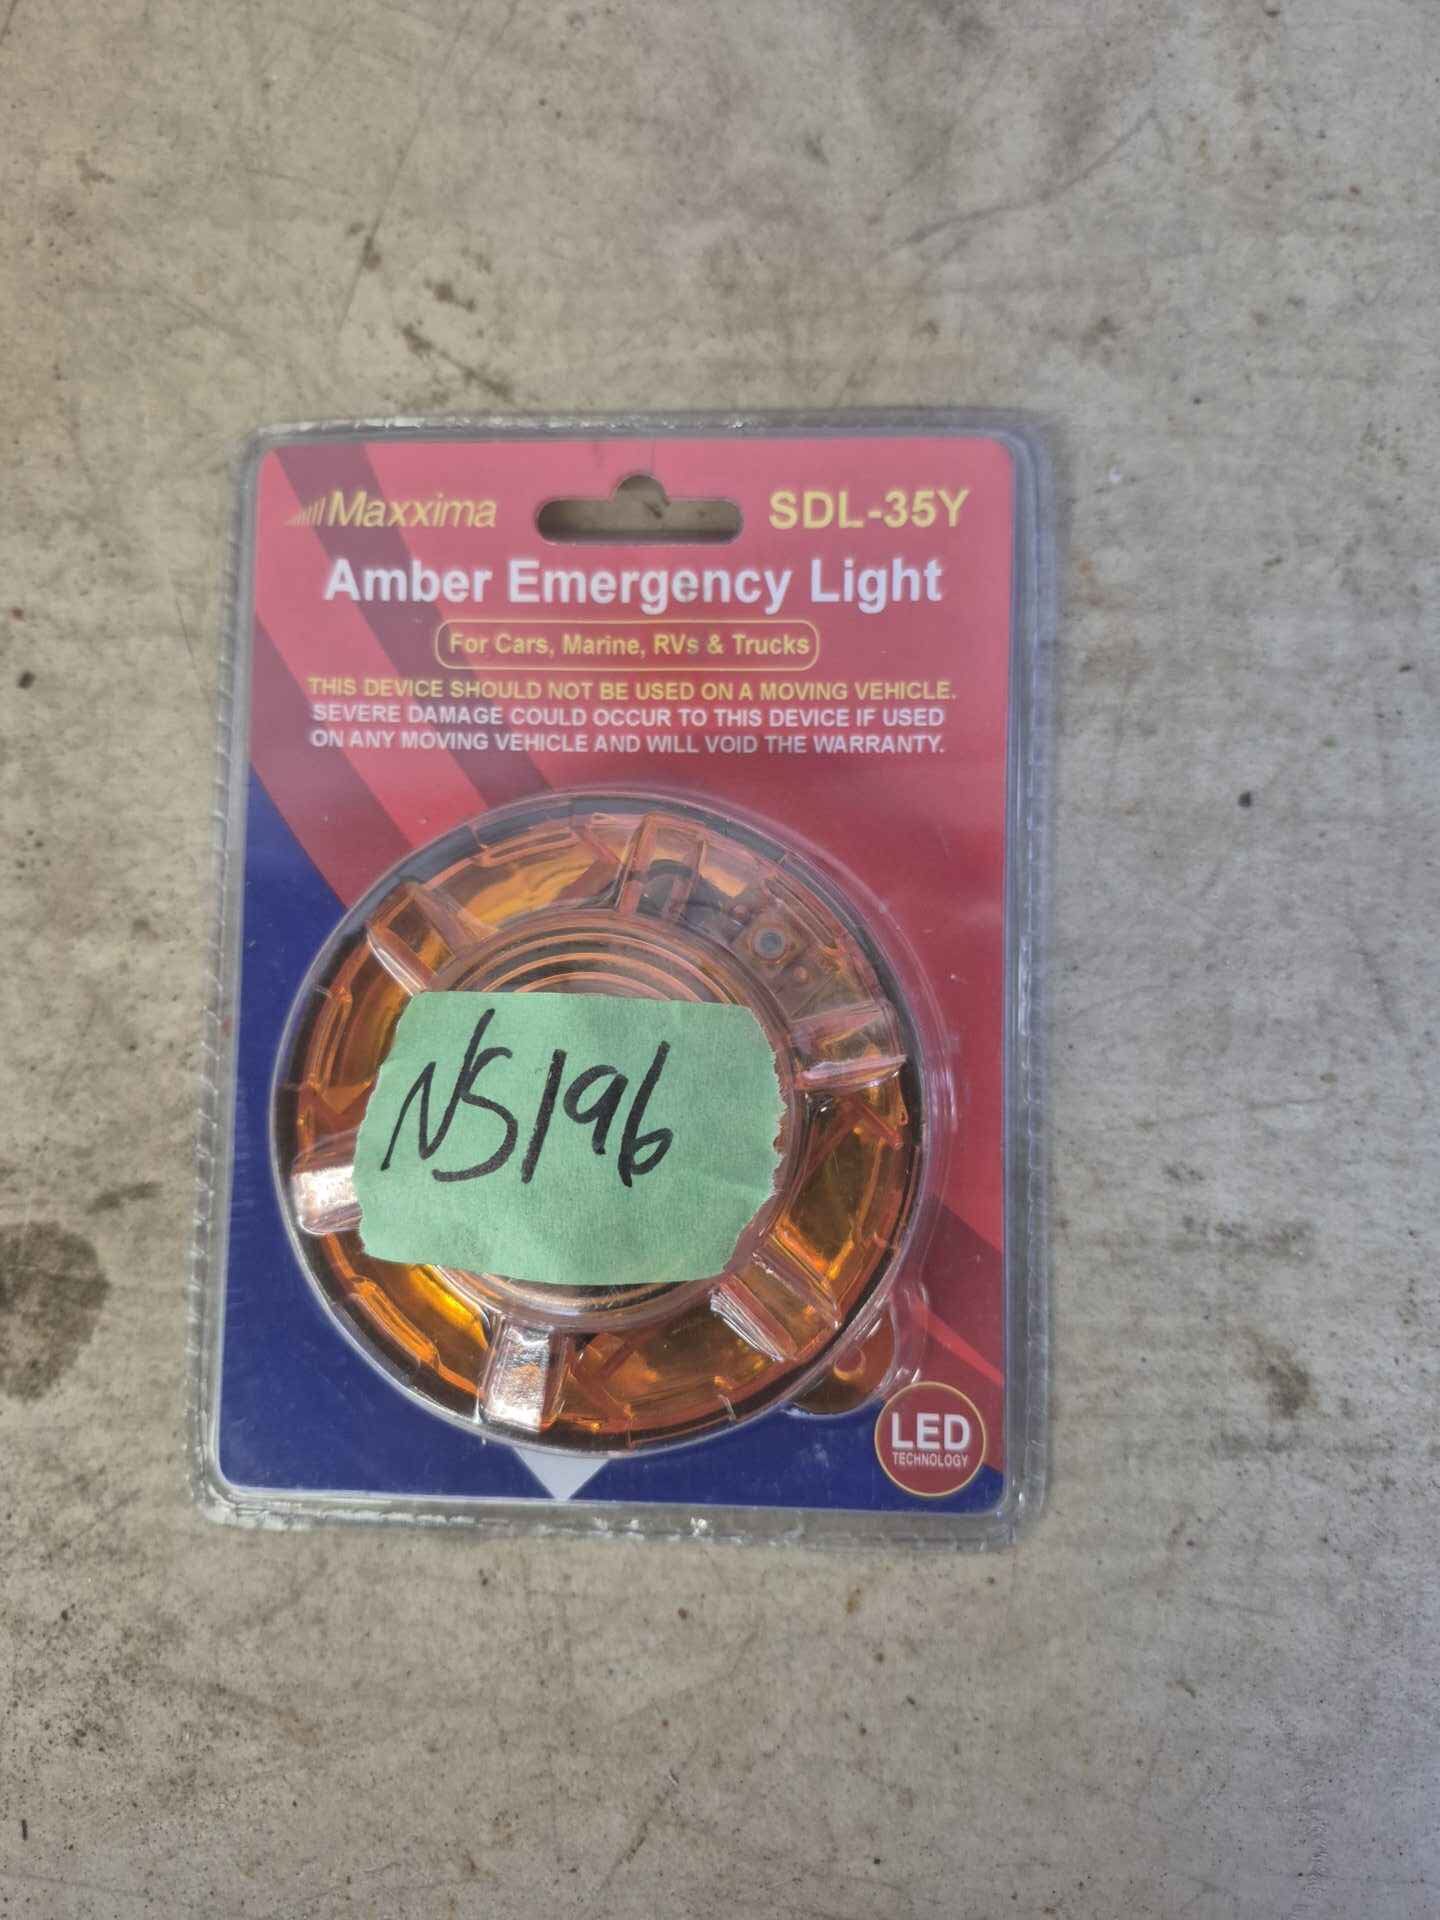 Maxxima
SDL-35Y
Amber Emergency Light
For Cars, Marine, RVs & Trucks
THIS DEVICE SHOULD NOT BE USED ON A MOVING VEHICLE.
SEVERE DAMAGE COULD OCCUR TO THIS DEVICE IF USED
ON ANY MOVING VEHICLE AND WILL VOID THE WARRANTY.
NS196
LED
TECHNOLOGY